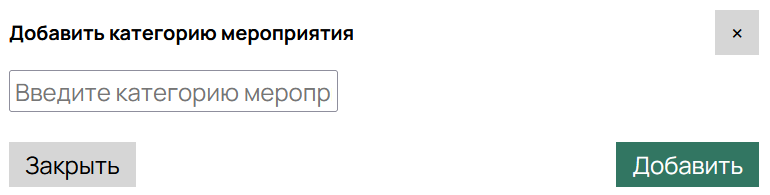 Добавить категорию мероприятия
×
Введите категорию меропр
Закрыть
Добавить